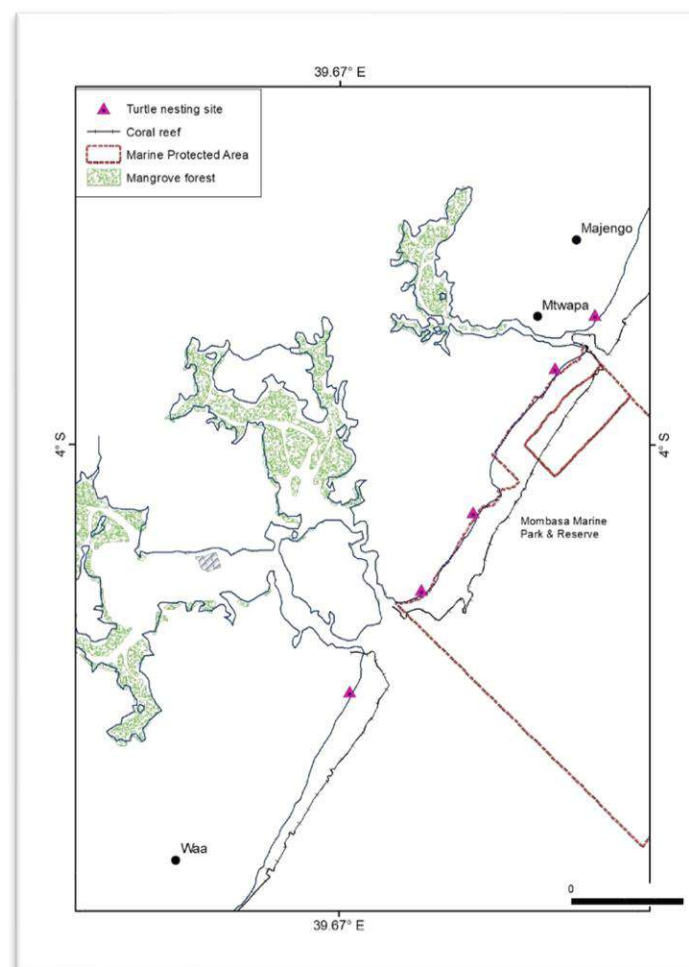 39.67° E
Turtle nesting site
Coral reef
Marine Protected Area
Mangrove forest
Majengo
Mtwapa
4° S
4° S
Mombasa Marine
Park & Reserve
Waa
0
39.67° E